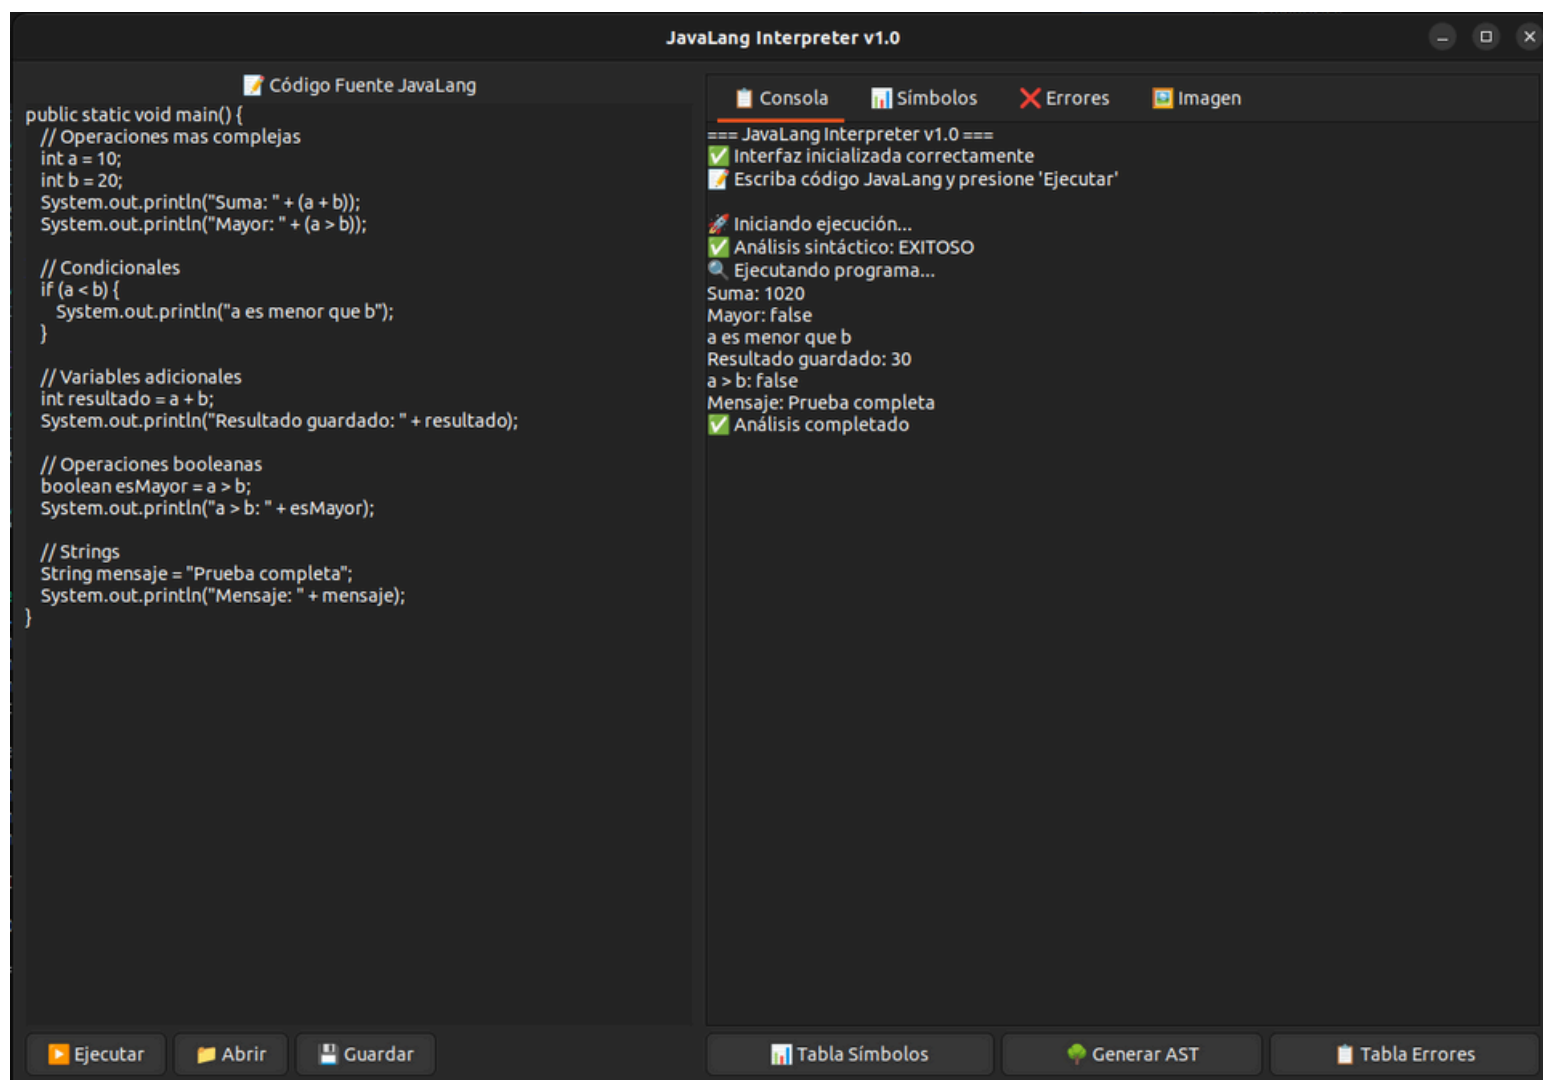 JavaLang Interpreter v1.0
📝 Código Fuente JavaLang
public static void main() {
// Operaciones mas complejas
int a = 10;
int b = 20;
System.out.println("Suma: " + (a + b));
System.out.println("Mayor: " + (a > b));
// Condicionales
if (a < b) {
System.out.println("a es menor que b");
}
// Variables adicionales
int resultado = a + b;
System.out.println("Resultado guardado: " + resultado);
// Operaciones booleanas
boolean esMayor = a > b;
System.out.println("a > b: " + esMayor);
// Strings
String mensaje = "Prueba completa";
System.out.println("Mensaje: " + mensaje);
}
▶️ Ejecutar 📁 Abrir 💾 Guardar
📋 Consola 📊 Símbolos ❌ Errores 🖼️ Imagen
=== JavaLang Interpreter v1.0 ===
✅ Interfaz inicializada correctamente
📝 Escriba código JavaLang y presione 'Ejecutar'
🚀 Iniciando ejecución...
✅ Análisis sintáctico: EXITOSO
🔍 Ejecutando programa...
Suma: 1020
Mayor: false
a es menor que b
Resultado guardado: 30
a > b: false
Mensaje: Prueba completa
✅ Análisis completado
📊 Tabla Símbolos 🌳 Generar AST 📋 Tabla Errores